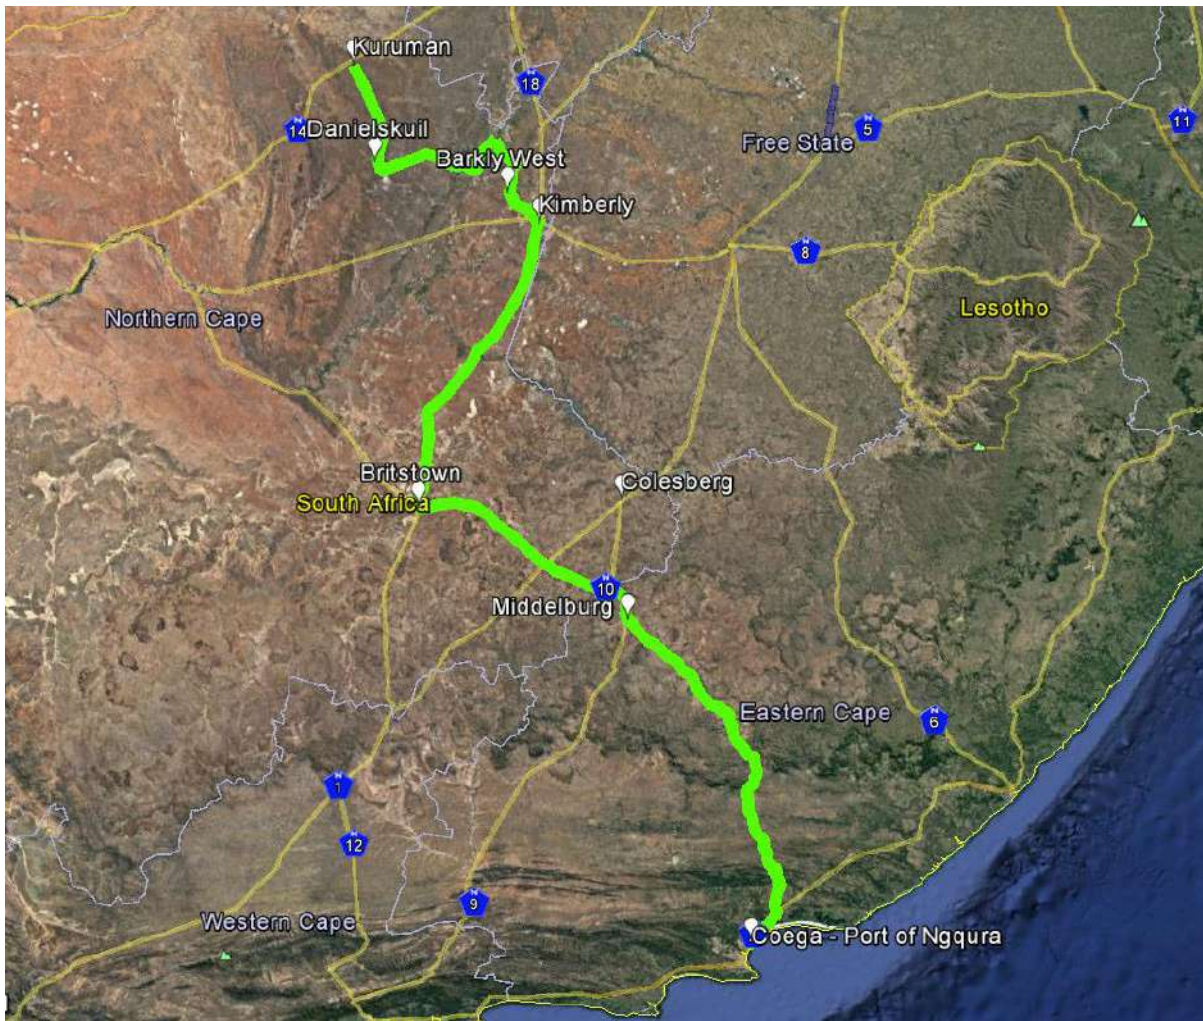 Kuruman
N
18
N
14
Danielskuil
Free State
N
5
N
11
Barkly West
Kimberly
N
8
Northern Cape
Lesotho
Britstown
South Africa
Colesberg
N
10
Middelburg
Eastern Cape
N
6
N
1
N
12
N
9
Western Cape
Coega - Port of Ngqura